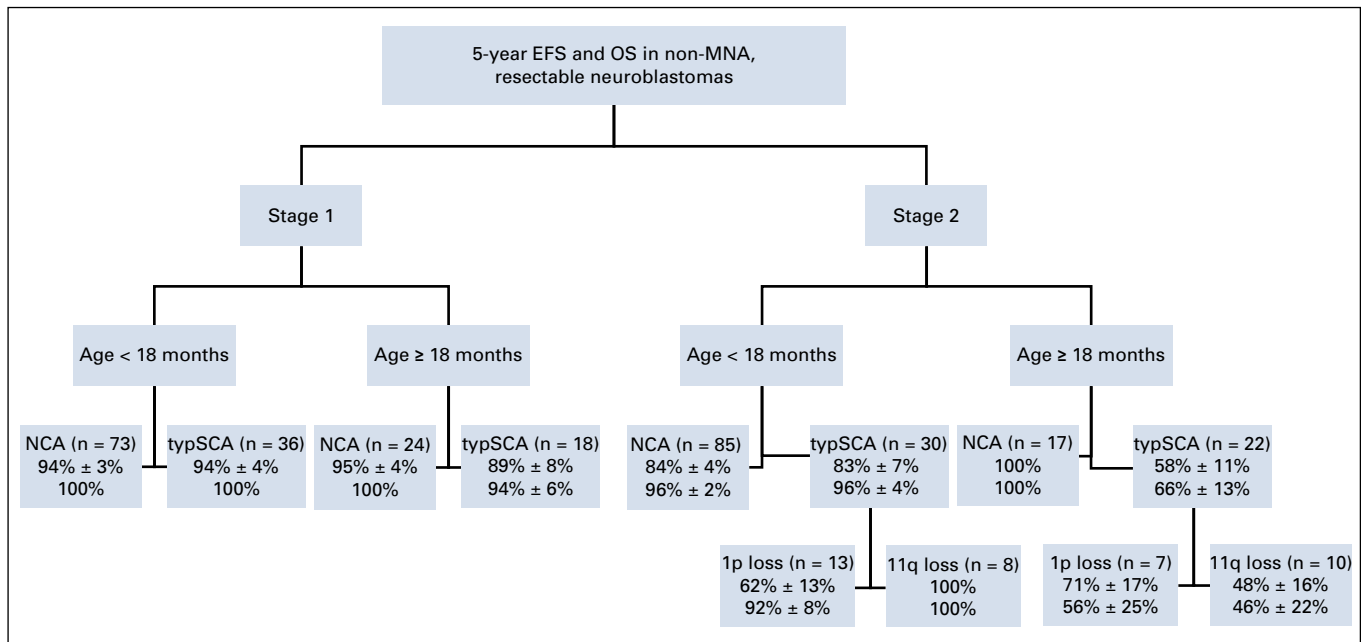 5-year EFS and OS in non-MNA,
resectable neuroblastomas
Stage 1
Stage 2
Age < 18 months
Age ≥ 18 months
Age < 18 months
Age ≥ 18 months
NCA (n = 73)
94% ± 3%
100%
typSCA (n = 36)
94% ± 4%
100%
NCA (n = 24)
95% ± 4%
100%
typSCA (n = 18)
89% ± 8%
94% ± 6%
NCA (n = 85)
84% ± 4%
96% ± 2%
typSCA (n = 30)
83% ± 7%
96% ± 4%
NCA (n = 17)
100%
100%
typSCA (n = 22)
58% ± 11%
66% ± 13%
1p loss (n = 13)
62% ± 13%
92% ± 8%
11q loss (n = 8)
100%
100%
1p loss (n = 7)
71% ± 17%
56% ± 25%
11q loss (n = 10)
48% ± 16%
46% ± 22%